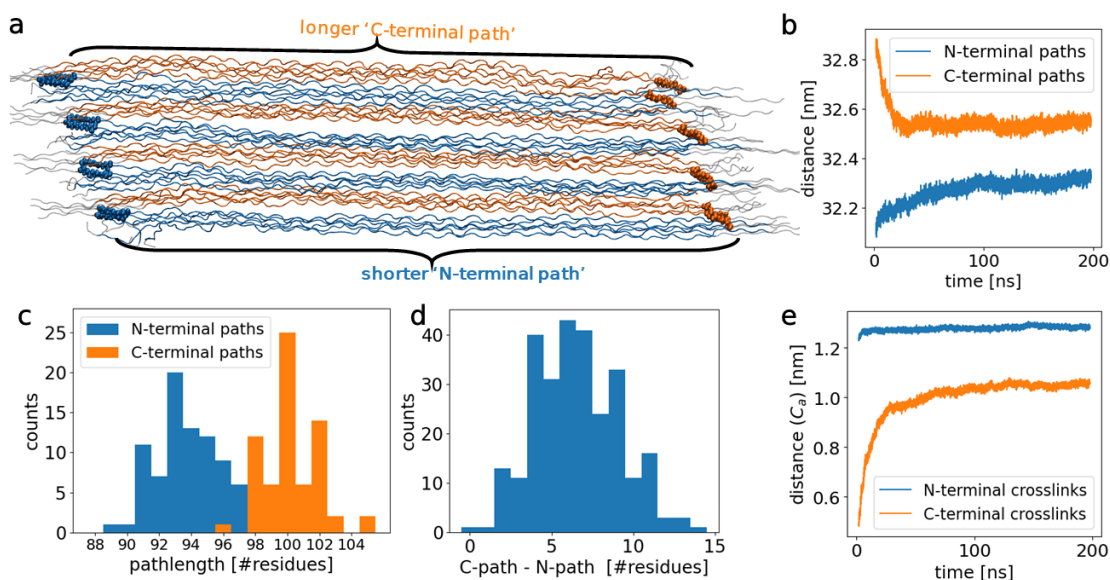 a
longer ‘C-terminal path’
shorter ‘N-terminal path’
b
N-terminal paths
C-terminal paths
32.8
32.6
32.4
32.2
distance [nm]
0 100 200
time [ns]
c
N-terminal paths
C-terminal paths
25
20
15
10
5
0
counts
88 90 92 94 96 98 100 102 104
pathlength [#residues]
d
40
30
20
10
0
counts
0 5 10 15
C-path - N-path [#residues]
e
1.2
1.0
0.8
0.6
distance (Cₐ) [nm]
N-terminal crosslinks
C-terminal crosslinks
0 100 200
time [ns]